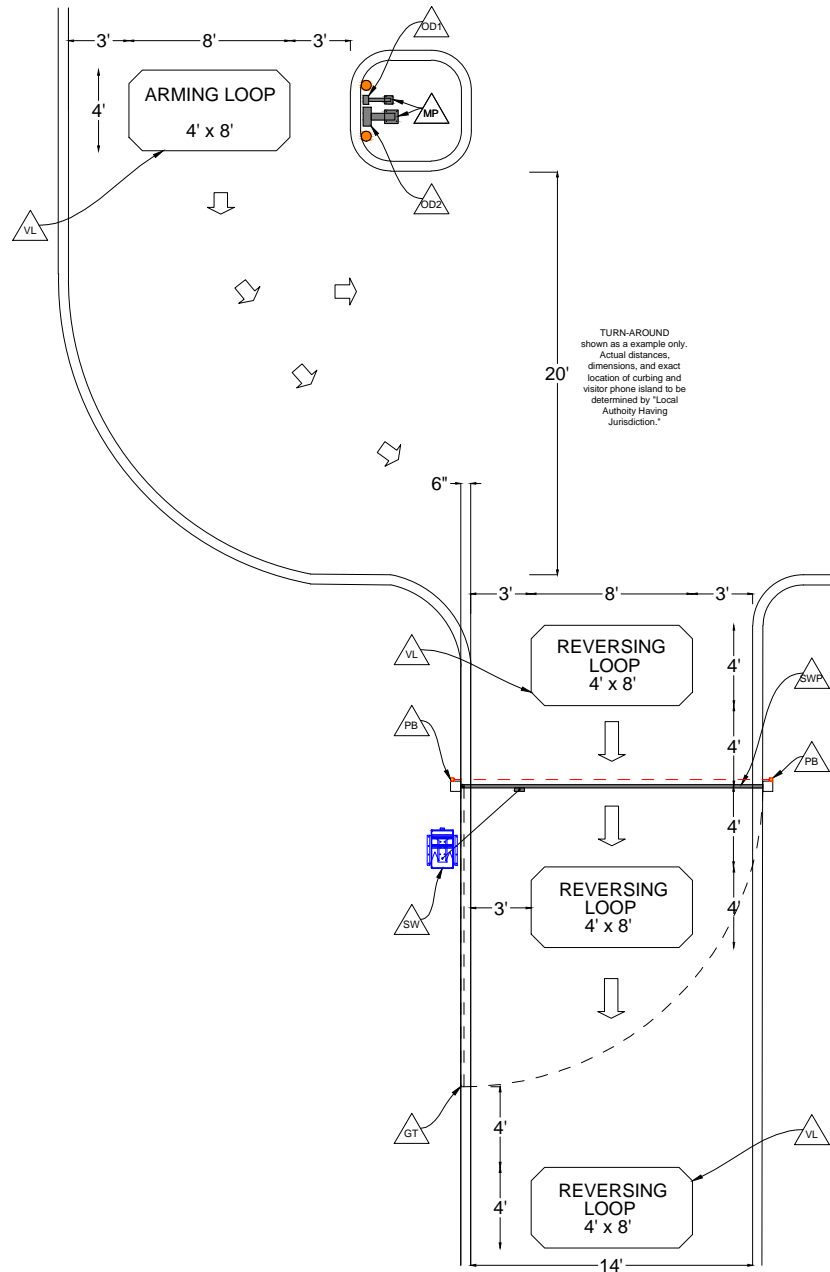 OD1
3'
8'
3'
ARMING LOOP
4' x 8'
4'
MP
OD2
VL
TURN-AROUND
shown as a example only.
Actual distances,
dimensions, and exact
location of curbing and
visitor phone island to be
determined by "Local
Authoity Having
Jurisdiction."
20'
6"
3'
8'
3'
VL
REVERSING
LOOP
4' x 8'
4'
SWP
PB
4'
PB
4'
SW
3'
REVERSING
LOOP
4' x 8'
4'
GT
4'
VL
4'
REVERSING
LOOP
4' x 8'
14'